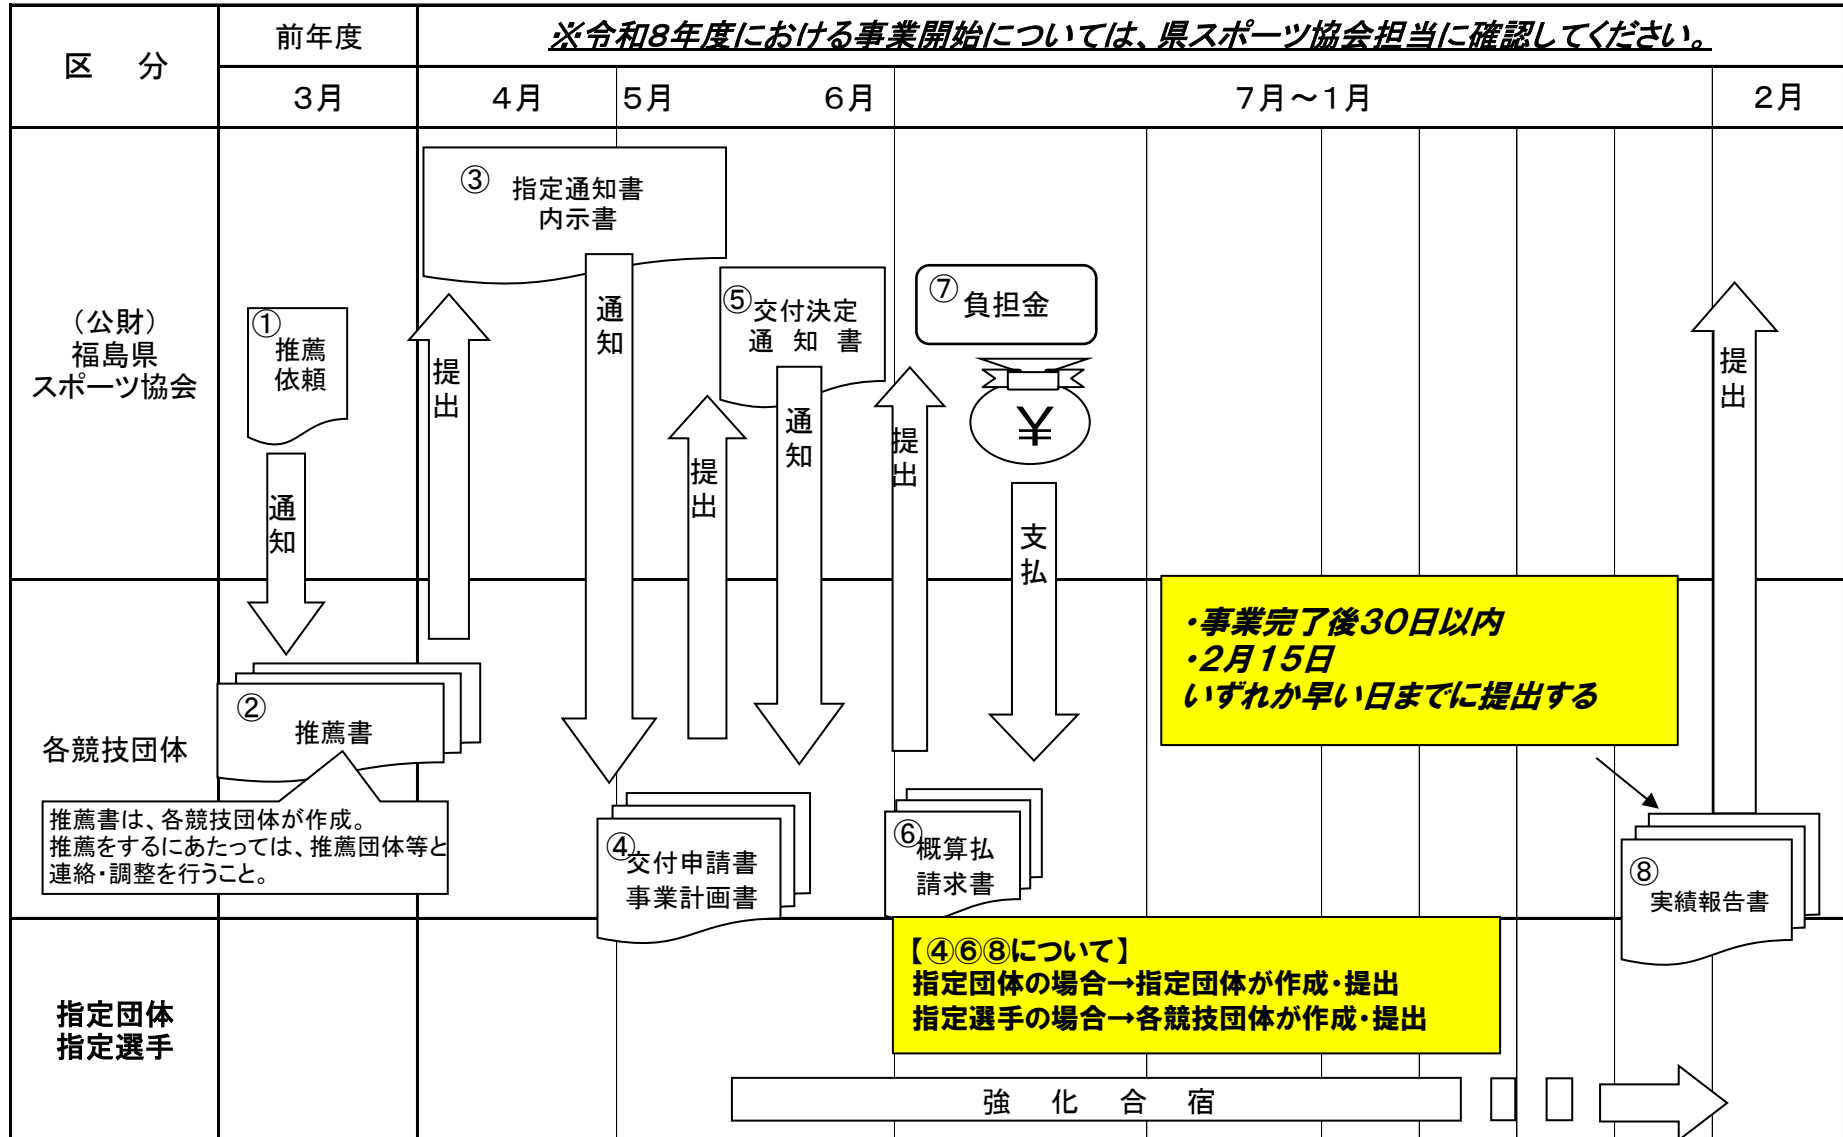 区　分
前年度
※令和８年度における事業開始については、県スポーツ協会担当に確認してください。
３月
４月
５月
６月
７月～１月
２月
（公財）
福島県
スポーツ協会
①
推薦
依頼
通
知
提
出
③
指定通知書
内示書
通
知
提
出
⑤
交付決定
通 知 書
通
知
提
出
⑦
負担金
￥
支
払
提
出
各競技団体
②
推薦書
推薦書は、各競技団体が作成。
推薦をするにあたっては、推薦団体等と
連絡・調整を行うこと。
④
交付申請書
事業計画書
⑥
概算払
請求書
・事業完了後３０日以内
・２月１５日
いずれか早い日までに提出する
⑧
実績報告書
指定団体
指定選手
【④⑥⑧について】
指定団体の場合→指定団体が作成・提出
指定選手の場合→各競技団体が作成・提出
強　化　合　宿